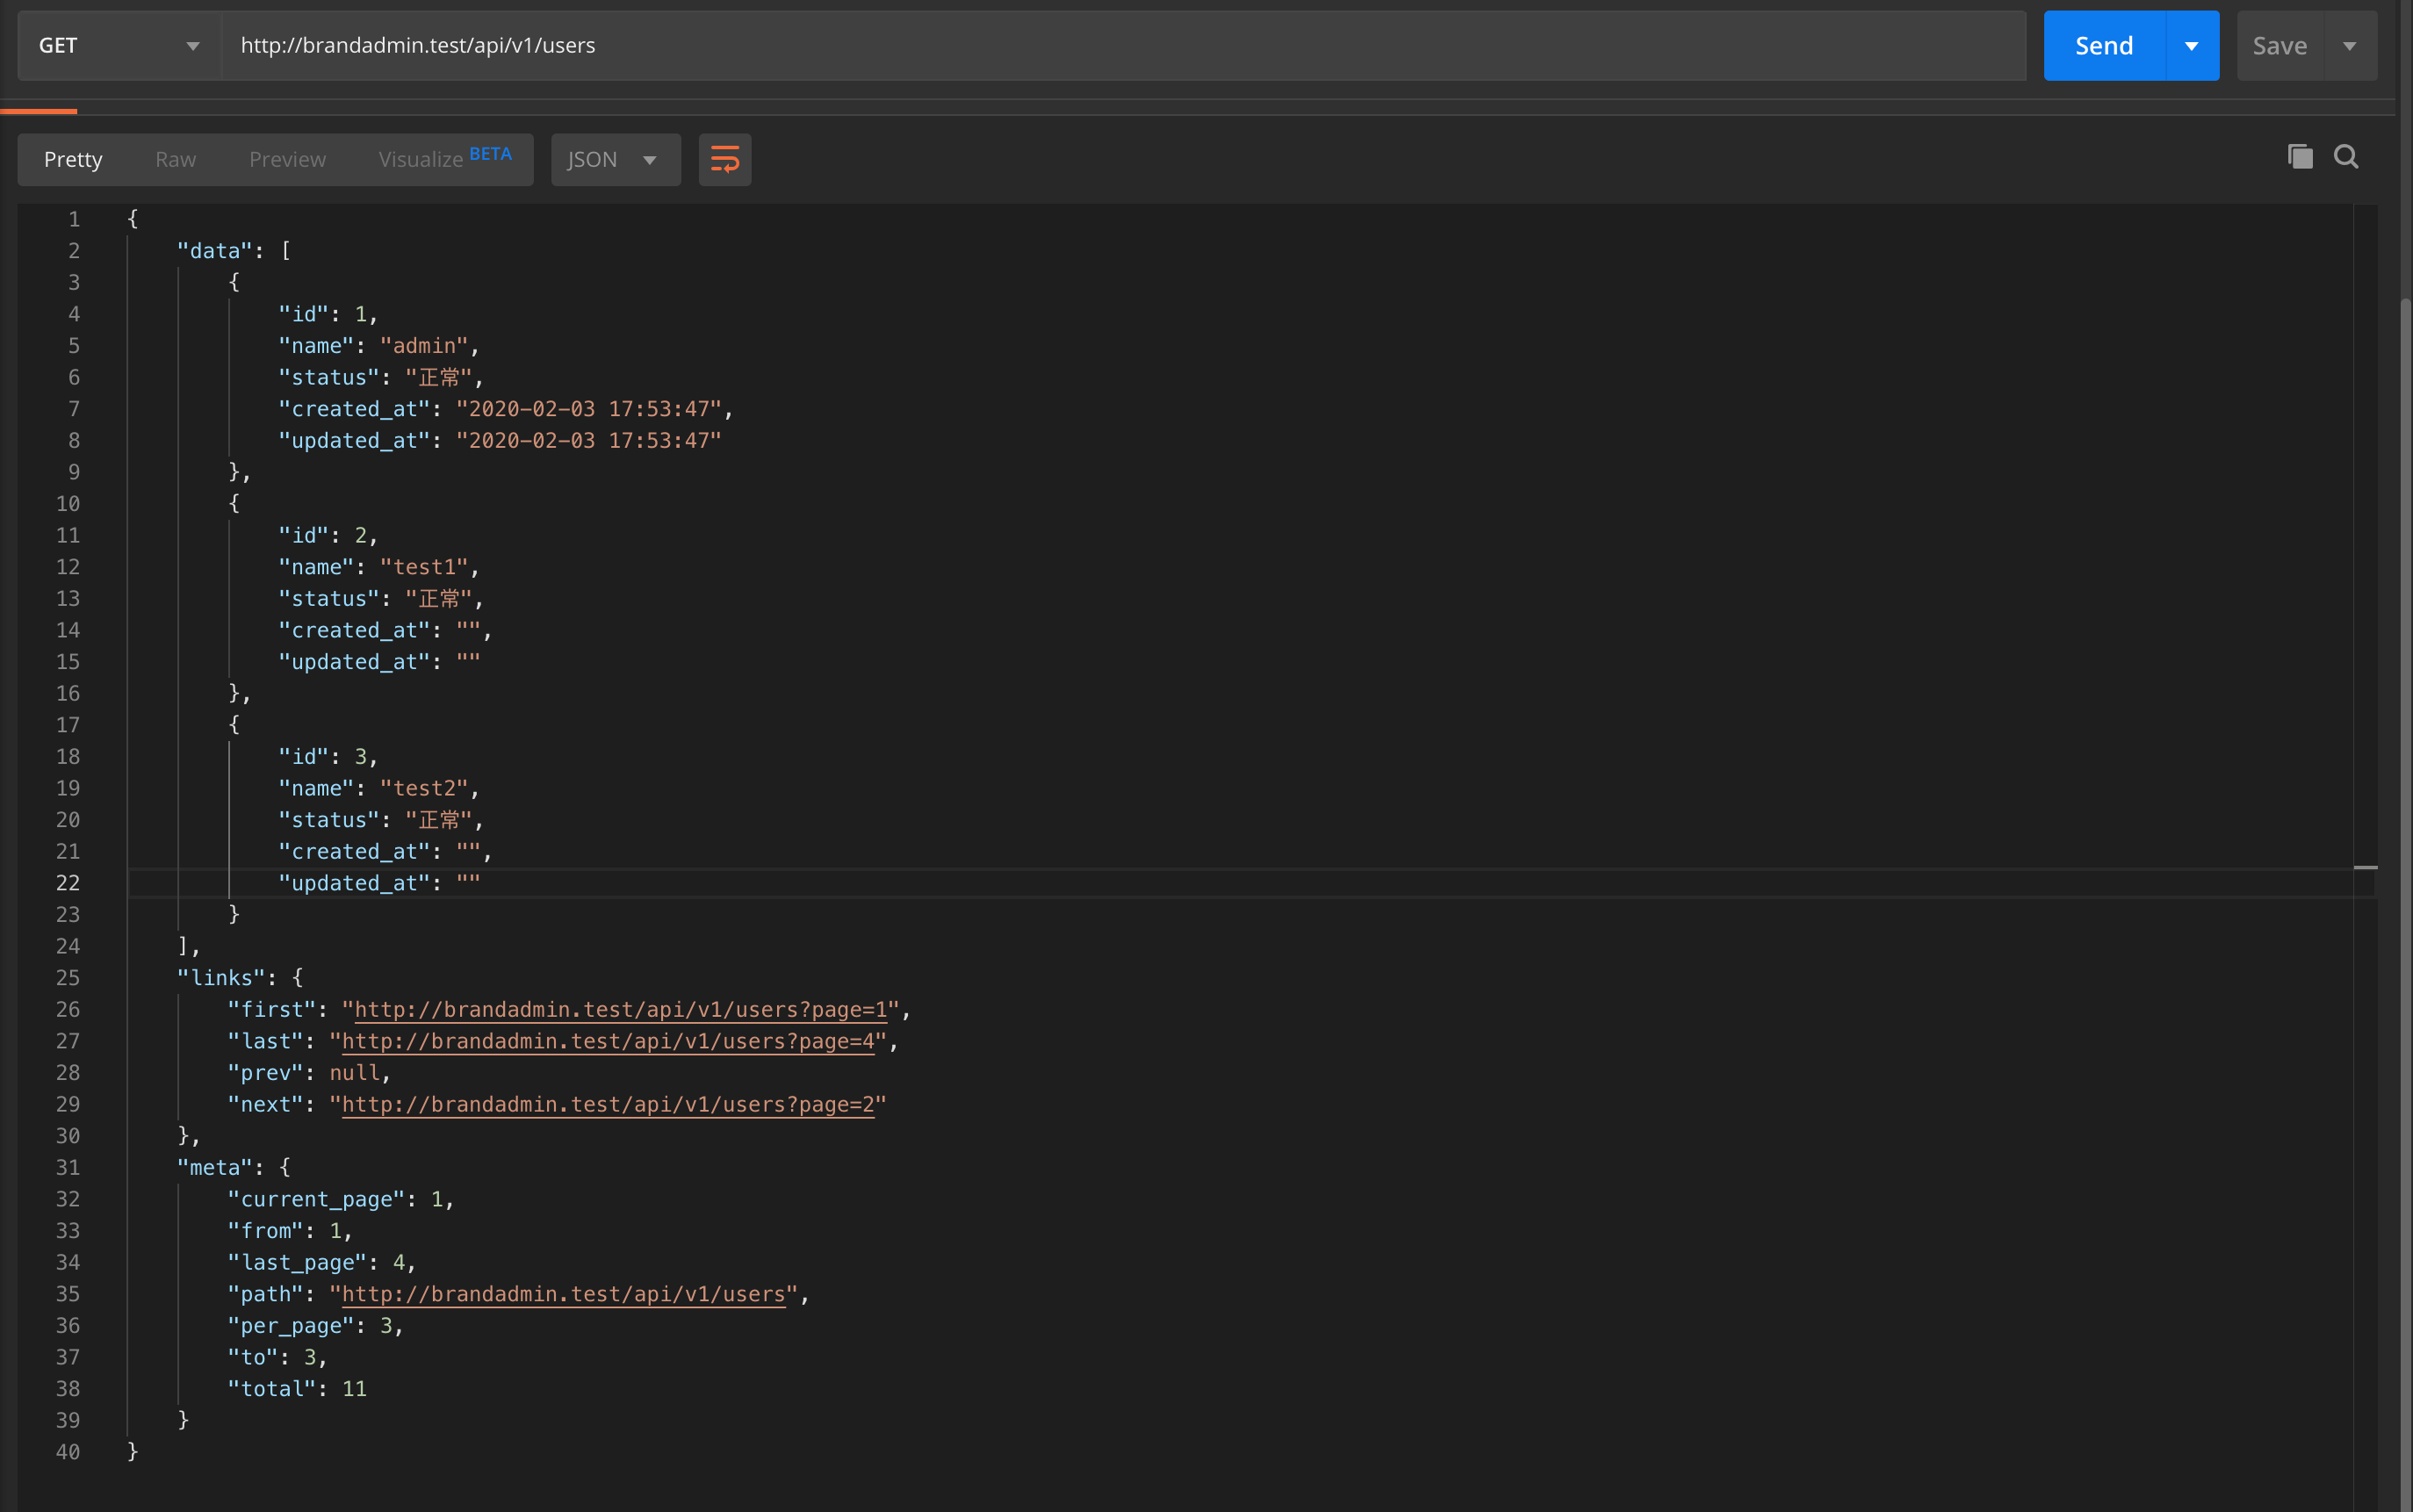 GET http://brandadmin.test/api/v1/users Send Save
Pretty Raw Preview Visualize BETA JSON
1 {
2 "data": [
3 {
4 "id": 1,
5 "name": "admin",
6 "status": "正常",
7 "created_at": "2020-02-03 17:53:47",
8 "updated_at": "2020-02-03 17:53:47"
9 },
10 {
11 "id": 2,
12 "name": "test1",
13 "status": "正常",
14 "created_at": "",
15 "updated_at": ""
16 },
17 {
18 "id": 3,
19 "name": "test2",
20 "status": "正常",
21 "created_at": "",
22 "updated_at": ""
23 }
24 ],
25 "links": {
26 "first": "http://brandadmin.test/api/v1/users?page=1",
27 "last": "http://brandadmin.test/api/v1/users?page=4",
28 "prev": null,
29 "next": "http://brandadmin.test/api/v1/users?page=2"
30 },
31 "meta": {
32 "current_page": 1,
33 "from": 1,
34 "last_page": 4,
35 "path": "http://brandadmin.test/api/v1/users",
36 "per_page": 3,
37 "to": 3,
38 "total": 11
39 }
40 }